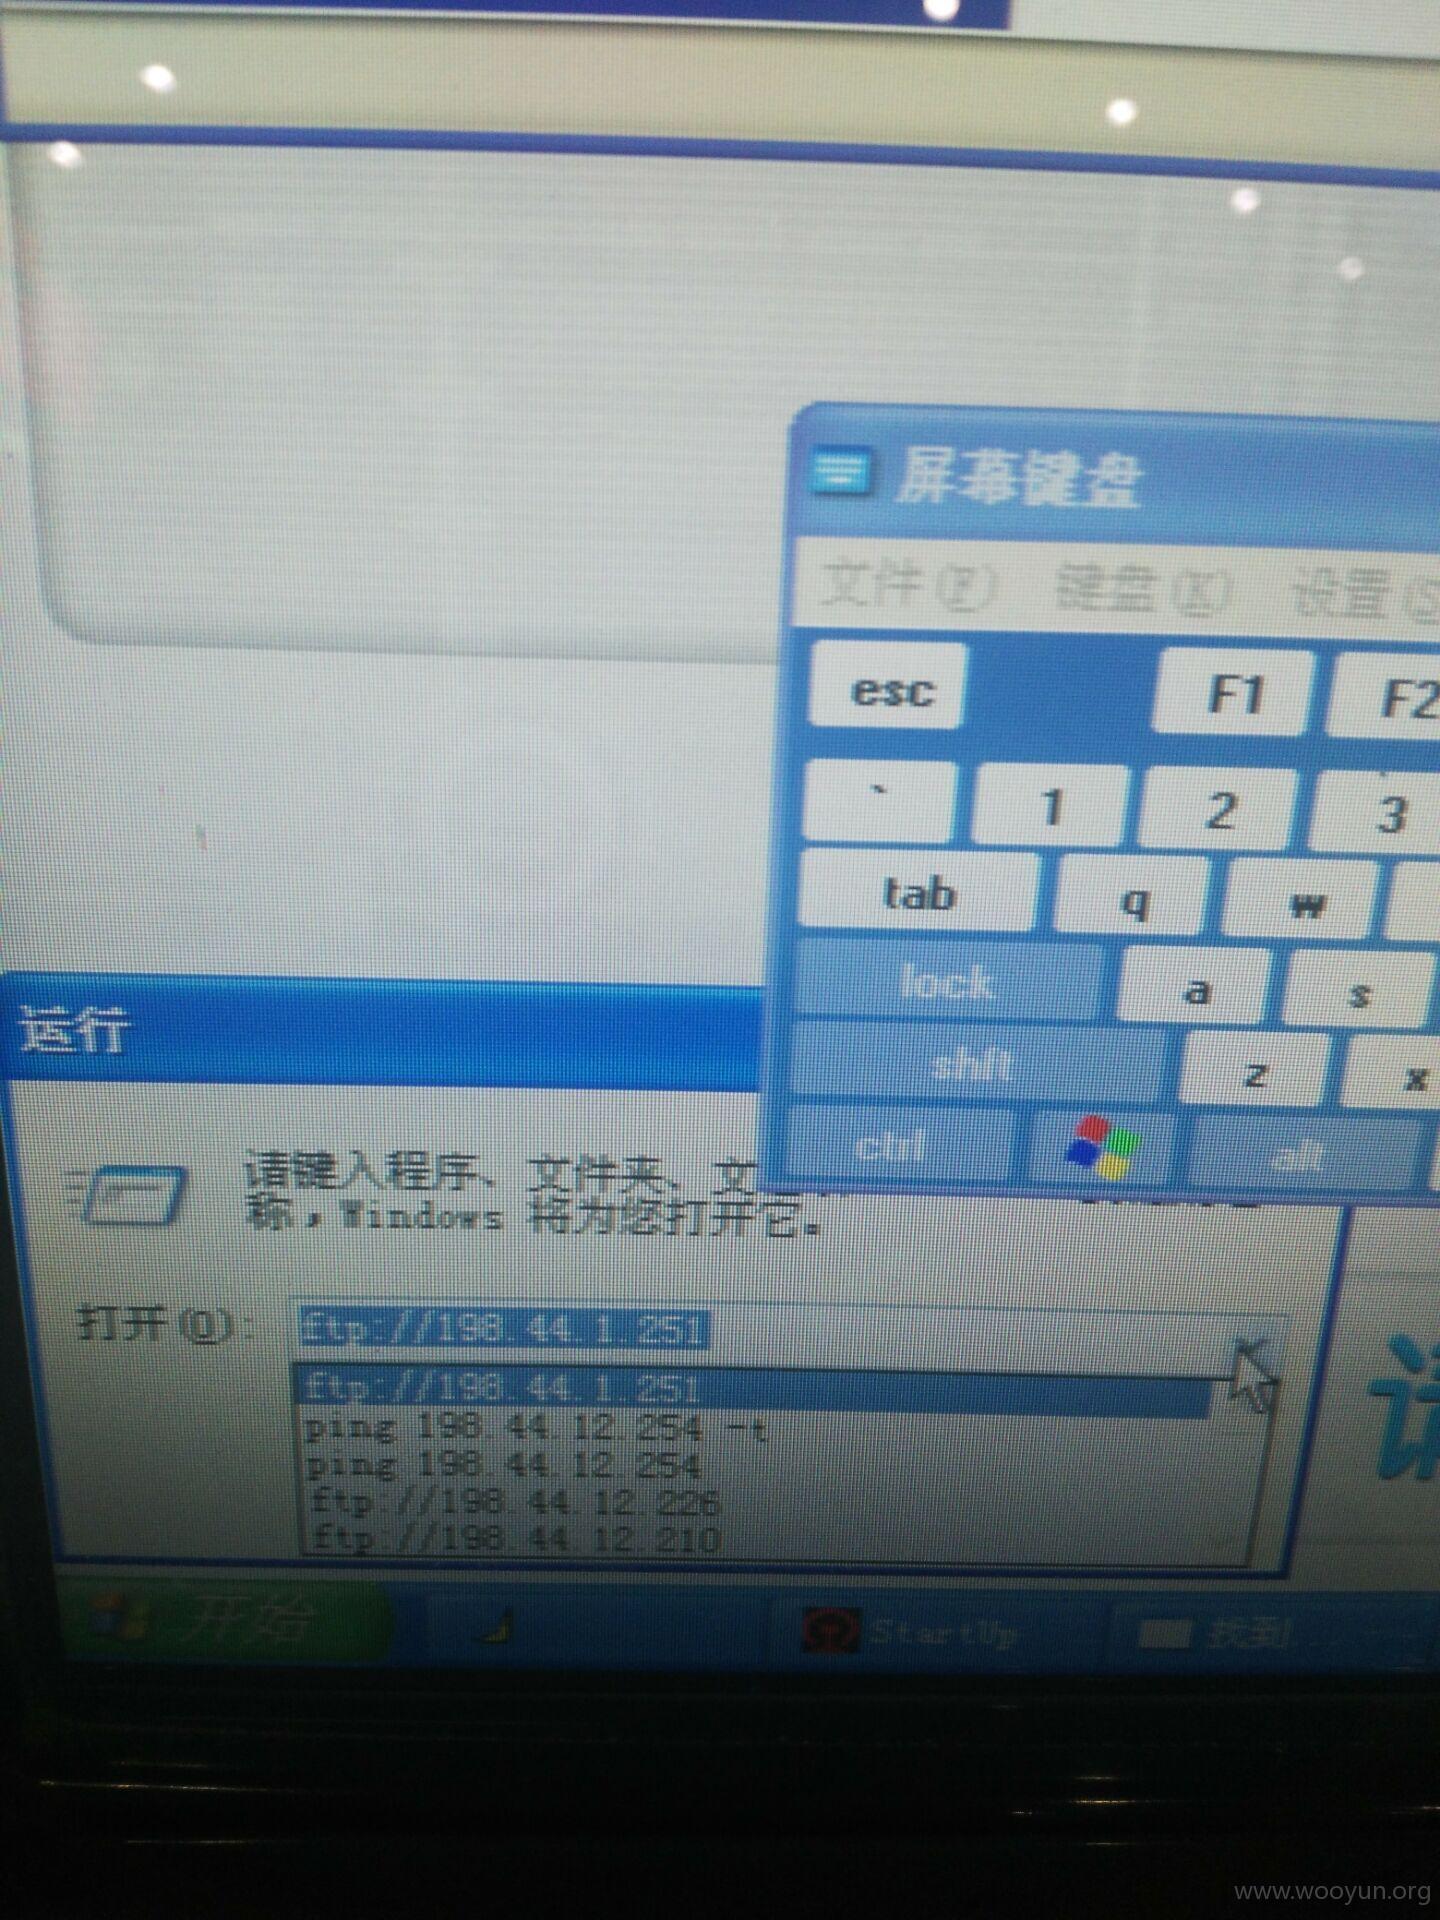 屏幕键盘
文件(F) 键盘(K) 设置(S
esc F1 F2
` 1 2 3
tab q w
lock a s
shft z x
ctrl alt
运行
请键入程序、文件夹、文
称，Windows 将为您打开它。
打开(O): ftp://198.44.1.251
ftp://198.44.1.251
ping 198.44.12.254 -t
ping 198.44.12.254
ftp://198.44.12.226
ftp://198.44.12.210
开始 StartUp 找到
www.wooyun.org